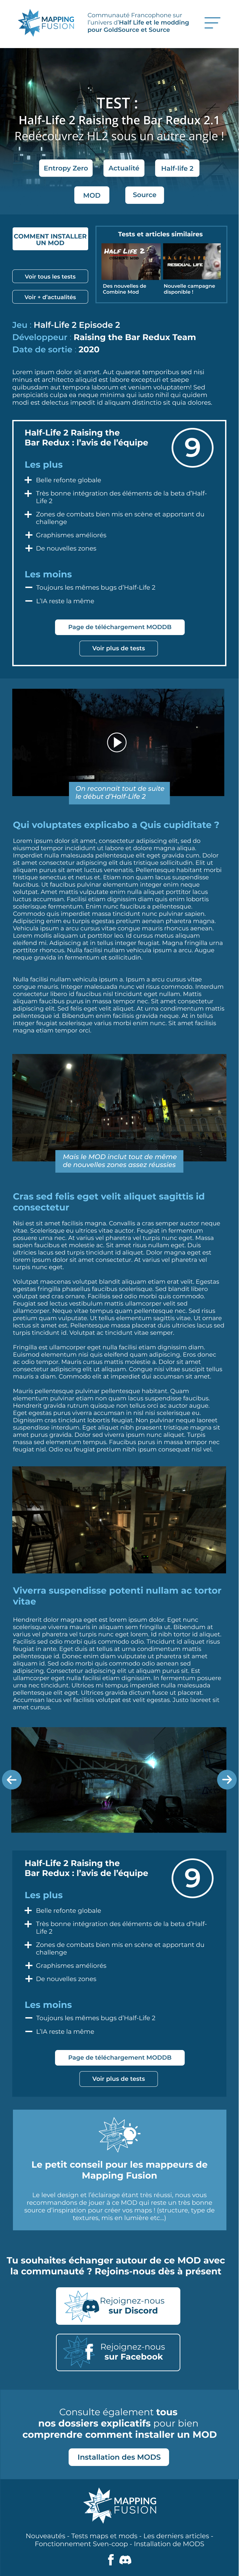 MAPPING
FUSION
Communauté Francophone sur
l'univers d'Half Life et le modding
pour GoldSource et Source
TEST :
Half-Life 2 Raising the Bar Redux 2.1
Redécouvrez HL2 sous un autre angle !
Entropy Zero
Actualité
Half-life 2
MOD
Source
COMMENT INSTALLER
UN MOD
Voir tous les tests
Voir + d'actualités
Tests et articles similaires
HALF LIFE 2
HALF-LIFE
RESIDUAL LIFE
Des nouvelles de
Combine Mod
Nouvelle campagne
disponible !
Jeu : Half-Life 2 Episode 2
Développeur : Raising the Bar Redux Team
Date de sortie : 2020
Lorem ipsum dolor sit amet. Aut quaerat temporibus sed nisi
minus et architecto aliquid est labore excepturi et saepe
quibusdam aut tempora laborum ut veniam voluptatem! Sed
perspiciatis culpa ea neque minima qui iusto nihil qui quidem
modi est delectus impedit id aliquam distinctio sit quia dolores.
Half-Life 2 Raising the
Bar Redux : l'avis de l'équipe
9
Les plus
Belle refonte globale
Très bonne intégration des éléments de la beta d'Half-
Life 2
Zones de combats bien mis en scène et apportant du
challenge
Graphismes améliorés
De nouvelles zones
Les moins
Toujours les mêmes bugs d'Half-Life 2
L'IA reste la même
Page de téléchargement MODDB
Voir plus de tests
On reconnait tout de suite
le début d'Half-Life 2
Qui voluptates explicabo a Quis cupiditate ?
Lorem ipsum dolor sit amet, consectetur adipiscing elit, sed do
eiusmod tempor incididunt ut labore et dolore magna aliqua.
Imperdiet nulla malesuada pellentesque elit eget gravida cum. Dolor
sit amet consectetur adipiscing elit duis tristique sollicitudin. Elit ut
aliquam purus sit amet luctus venenatis. Pellentesque habitant morbi
tristique senectus et netus et. Etiam non quam lacus suspendisse
faucibus. Ut faucibus pulvinar elementum integer enim neque
volutpat. Amet mattis vulputate enim nulla aliquet porttitor lacus
luctus accumsan. Facilisi etiam dignissim diam quis enim lobortis
scelerisque fermentum. Enim nunc faucibus a pellentesque.
Commodo quis imperdiet massa tincidunt nunc pulvinar sapien.
Adipiscing enim eu turpis egestas pretium aenean pharetra magna.
Vehicula ipsum a arcu cursus vitae congue mauris rhoncus aenean.
Lorem mollis aliquam ut porttitor leo. Id cursus metus aliquam
eleifend mi. Adipiscing at in tellus integer feugiat. Magna fringilla urna
porttitor rhoncus. Nulla facilisi nullam vehicula ipsum a arcu. Augue
neque gravida in fermentum et sollicitudin.
Nulla facilisi nullam vehicula ipsum a. Ipsum a arcu cursus vitae
congue mauris. Integer malesuada nunc vel risus commodo. Interdum
consectetur libero id faucibus nisl tincidunt eget nullam. Mattis
aliquam faucibus purus in massa tempor nec. Sit amet consectetur
adipiscing elit. Sed felis eget velit aliquet. At urna condimentum mattis
pellentesque id. Bibendum enim facilisis gravida neque. At in tellus
integer feugiat scelerisque varius morbi enim nunc. Sit amet facilisis
magna etiam tempor orci.
Mais le MOD inclut tout de même
de nouvelles zones assez réussies
Cras sed felis eget velit aliquet sagittis id
consectetur
Nisi est sit amet facilisis magna. Convallis a cras semper auctor neque
vitae. Scelerisque eu ultrices vitae auctor. Feugiat in fermentum
posuere urna nec. At varius vel pharetra vel turpis nunc eget. Massa
sapien faucibus et molestie ac. Sit amet risus nullam eget. Duis
ultricies lacus sed turpis tincidunt id aliquet. Dolor magna eget est
lorem ipsum dolor sit amet consectetur. At varius vel pharetra vel
turpis nunc eget.
Volutpat maecenas volutpat blandit aliquam etiam erat velit. Egestas
egestas fringilla phasellus faucibus scelerisque. Sed blandit libero
volutpat sed cras ornare. Facilisis sed odio morbi quis commodo.
Feugiat sed lectus vestibulum mattis ullamcorper velit sed
ullamcorper. Neque vitae tempus quam pellentesque nec. Sed risus
pretium quam vulputate. Ut tellus elementum sagittis vitae. Ut ornare
lectus sit amet est. Pellentesque massa placerat duis ultricies lacus sed
turpis tincidunt id. Volutpat ac tincidunt vitae semper.
Fringilla est ullamcorper eget nulla facilisi etiam dignissim diam.
Euismod elementum nisi quis eleifend quam adipiscing. Eros donec
ac odio tempor. Mauris cursus mattis molestie a. Dolor sit amet
consectetur adipiscing elit ut aliquam. Congue nisi vitae suscipit tellus
mauris a diam. Commodo elit at imperdiet dui accumsan sit amet.
Mauris pellentesque pulvinar pellentesque habitant. Quam
elementum pulvinar etiam non quam lacus suspendisse faucibus.
Hendrerit gravida rutrum quisque non tellus orci ac auctor augue.
Eget egestas purus viverra accumsan in nisl nisi scelerisque eu.
Dignissim cras tincidunt lobortis feugiat. Non pulvinar neque laoreet
suspendisse interdum. Eget aliquet nibh praesent tristique magna sit
amet purus gravida. Dolor sed viverra ipsum nunc aliquet. Turpis
massa sed elementum tempus. Faucibus purus in massa tempor nec
feugiat nisl. Odio eu feugiat pretium nibh ipsum consequat nisl vel.
Viverra suspendisse potenti nullam ac tortor
vitae
Hendrerit dolor magna eget est lorem ipsum dolor. Eget nunc
scelerisque viverra mauris in aliquam sem fringilla ut. Bibendum at
varius vel pharetra vel turpis nunc eget lorem. Id nibh tortor id aliquet.
Facilisis sed odio morbi quis commodo odio. Tincidunt id aliquet risus
feugiat in ante. Eget duis at tellus at urna condimentum mattis
pellentesque id. Donec enim diam vulputate ut pharetra sit amet
aliquam id. Sed odio morbi quis commodo odio aenean sed
adipiscing. Consectetur adipiscing elit ut aliquam purus sit. Est
ullamcorper eget nulla facilisi etiam dignissim. In fermentum posuere
urna nec tincidunt. Ultrices mi tempus imperdiet nulla malesuada
pellentesque elit eget. Ultrices gravida dictum fusce ut placerat.
Accumsan lacus vel facilisis volutpat est velit egestas. Justo laoreet sit
amet cursus.
Half-Life 2 Raising the
Bar Redux : l'avis de l'équipe
9
Les plus
Belle refonte globale
Très bonne intégration des éléments de la beta d'Half-
Life 2
Zones de combats bien mis en scène et apportant du
challenge
Graphismes améliorés
De nouvelles zones
Les moins
Toujours les mêmes bugs d'Half-Life 2
L'IA reste la même
Page de téléchargement MODDB
Voir plus de tests
Le petit conseil pour les mappeurs de
Mapping Fusion
Le level design et l'éclairage étant très réussi, nous vous
recommandons de jouer à ce MOD qui reste un très bonne
source d'inspiration pour créer vos maps ! (structure, type de
textures, mis en lumière etc...)
Tu souhaites échanger autour de ce MOD avec
la communauté ? Rejoins-nous dès à présent
Rejoignez-nous
sur Discord
Rejoignez-nous
sur Facebook
Consulte également tous
nos dossiers explicatifs pour bien
comprendre comment installer un MOD
Installation des MODS
MAPPING
FUSION
Nouveautés - Tests maps et mods - Les derniers articles -
Fonctionnement Sven-coop - Installation de MODS